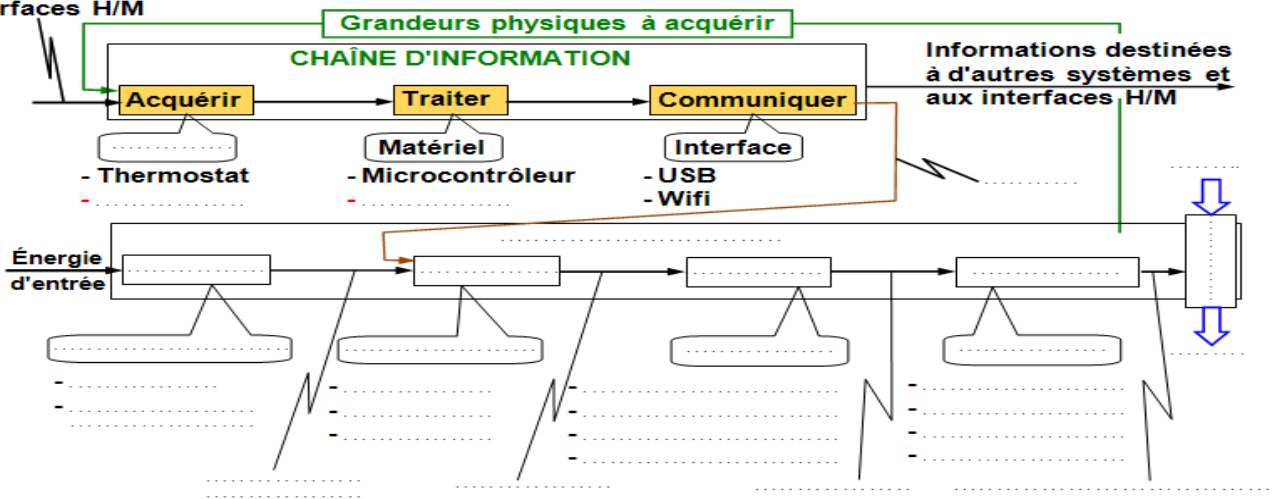 rfaces H/M
Grandeurs physiques à acquérir
CHAÎNE D'INFORMATION
Informations destinées
à d'autres systèmes et
aux interfaces H/M
Acquérir
Traiter
Communiquer
Matériel
Interface
- Thermostat
- Microcontrôleur
- USB
- Wifi
Énergie
d'entrée